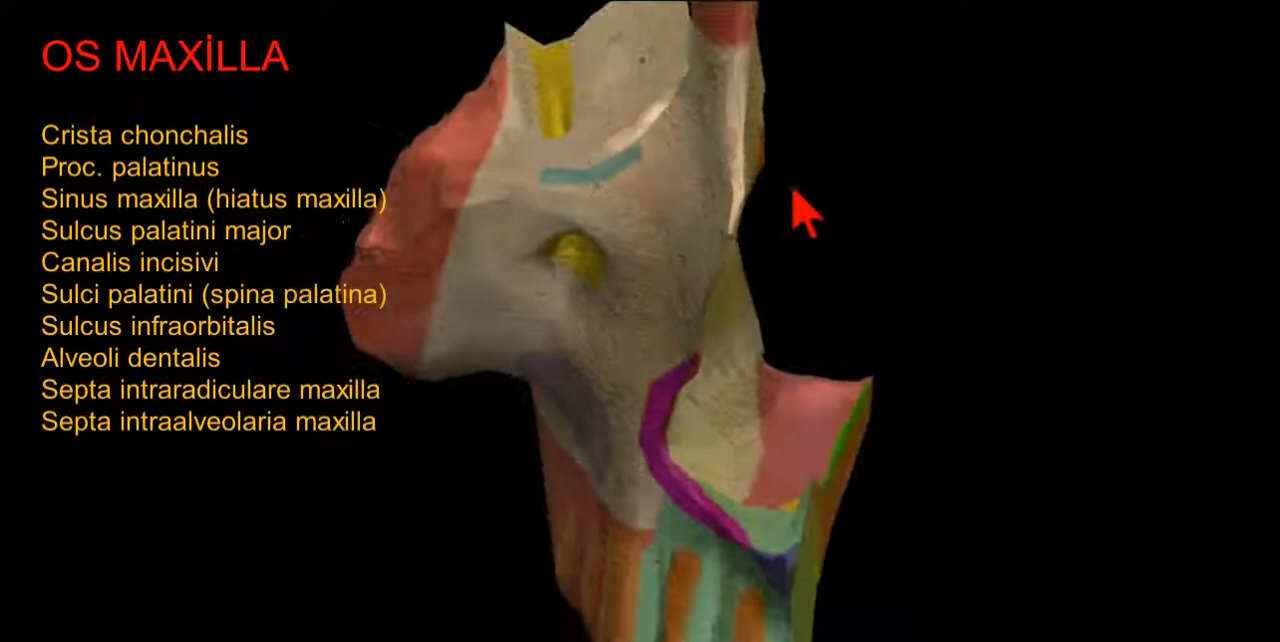 OS MAXİLLA
Crista chonchalis
Proc. palatinus
Sinus maxilla (hiatus maxilla)
Sulcus palatini major
Canalis incisivi
Sulci palatini (spina palatina)
Sulcus infraorbitalis
Alveoli dentalis
Septa intraradiculare maxilla
Septa intraalveolaria maxilla